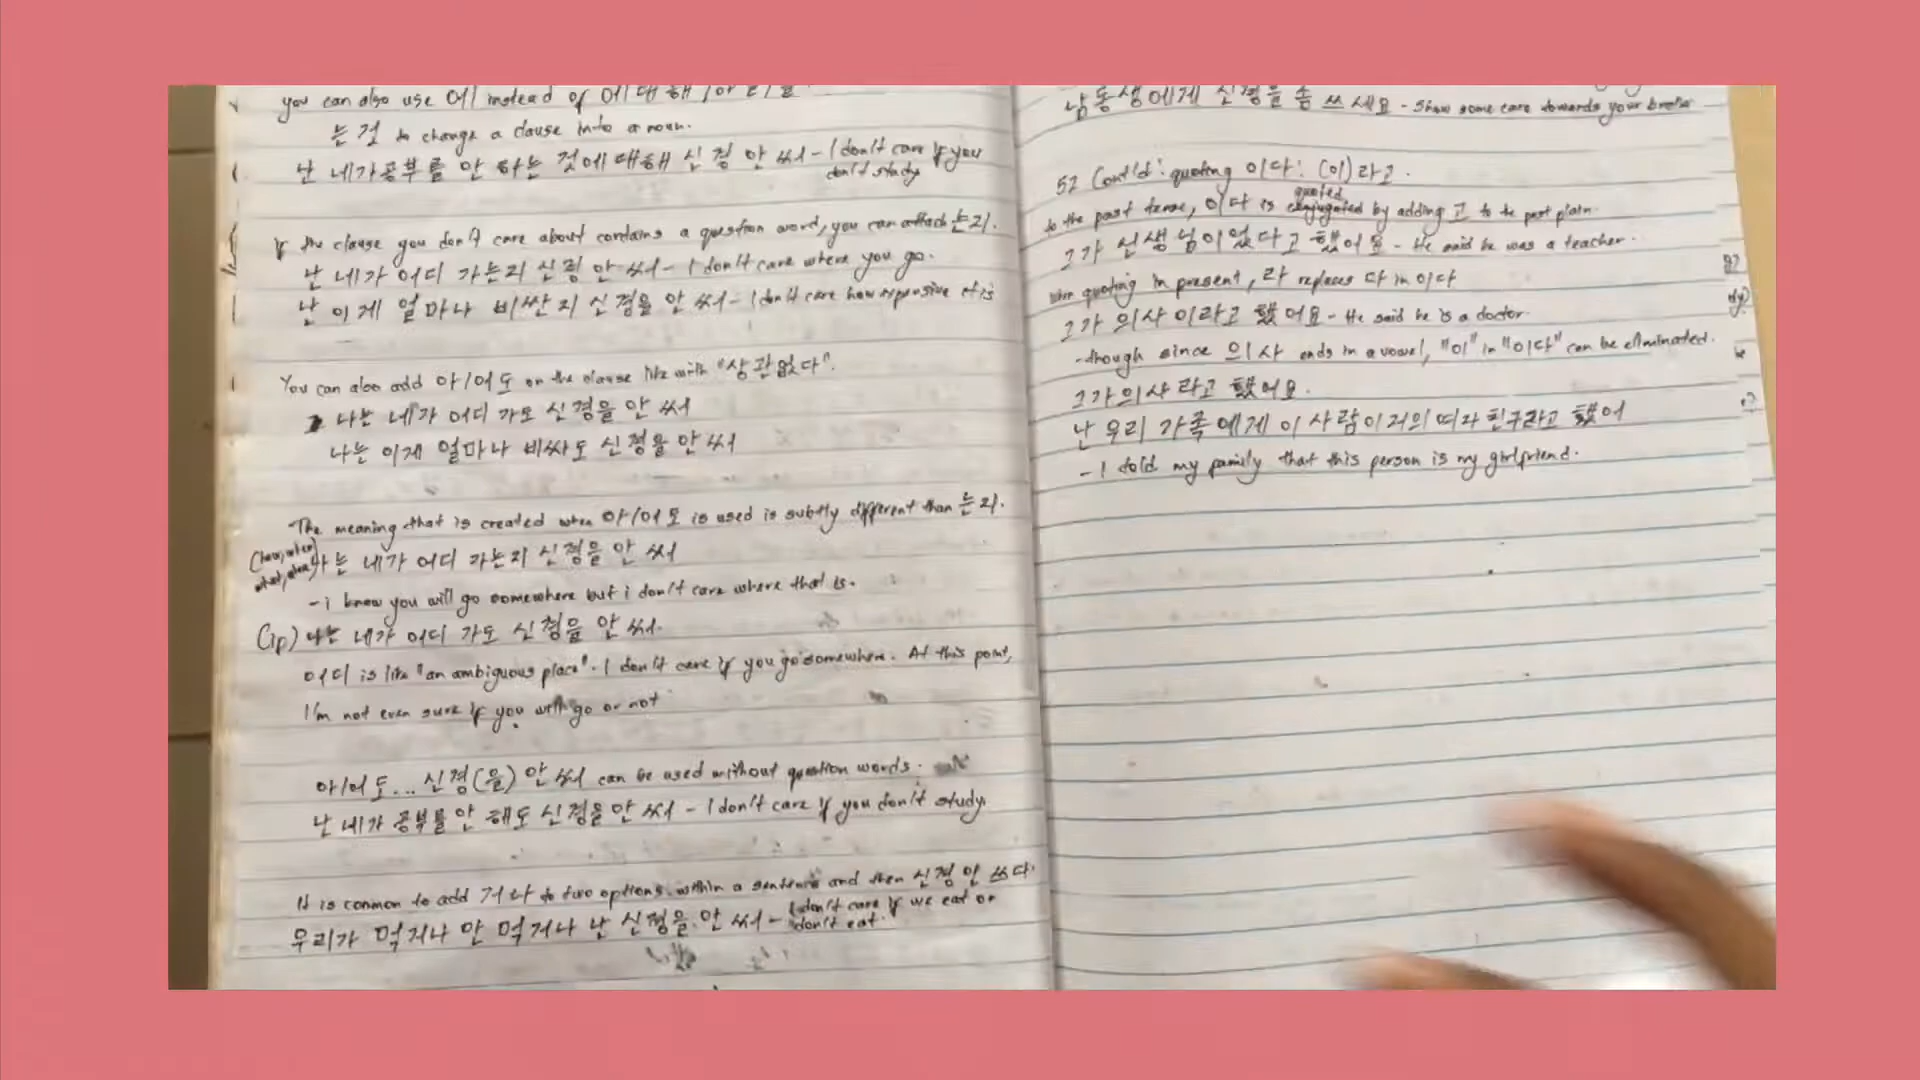 you can also use 에 instead of 에 대해
는 것 to change a clause into a noun.
난 네가 공부를 안 하는 것에 대해 신경 안 써 - I don't care if you
don't study
If the clause you don't care about contains a question word, you can attach 는지.
난 네가 어디 가는지 신경 안 써 - I don't care where you go.
난 이게 얼마나 비싼지 신경을 안 써 - I don't care how expensive it is
You can also add 아/어도 on the clause like with "상관없다".
나는 네가 어디 가도 신경을 안 써
나는 이게 얼마나 비싸도 신경을 안 써
The meaning that is created when 아/어도 is used is subtly different than 는지.
나는 네가 어디 가는지 신경을 안 써
- i know you will go somewhere but i don't care where that is.
나는 네가 어디 가도 신경을 안 써.
어디 is like "an ambiguous place". I don't care if you go somewhere. At this point,
I'm not even sure if you will go or not
아/어도... 신경(을) 안 써 can be used without question words.
난 네가 공부를 안 해도 신경을 안 써 - I don't care if you don't study.
It is common to add 거나 to two options within a sentence and then 신경 안 쓰다.
우리가 먹거나 안 먹거나 난 신경을 안 써 - I don't care if we eat or
don't eat.
남동생에게 신경을 좀 쓰세요 - Show some care towards your brother
52 Cont'd: quoting 이다: (이)라고.
quoted
to the past tense, 이다 is conjugated by adding 고 to the past plain.
그가 선생님이었다고 했어요 - He said he was a teacher.
when quoting in present, 라 replaces 다 in 이다
그가 의사이라고 했어요 - He said he is a doctor.
- though since 의사 ends in a vowel, "이" in "이다" can be eliminated.
그가 의사라고 했어요.
난 우리 가족에게 이 사람이 저의 여자친구라고 했어
- I told my family that this person is my girlfriend.